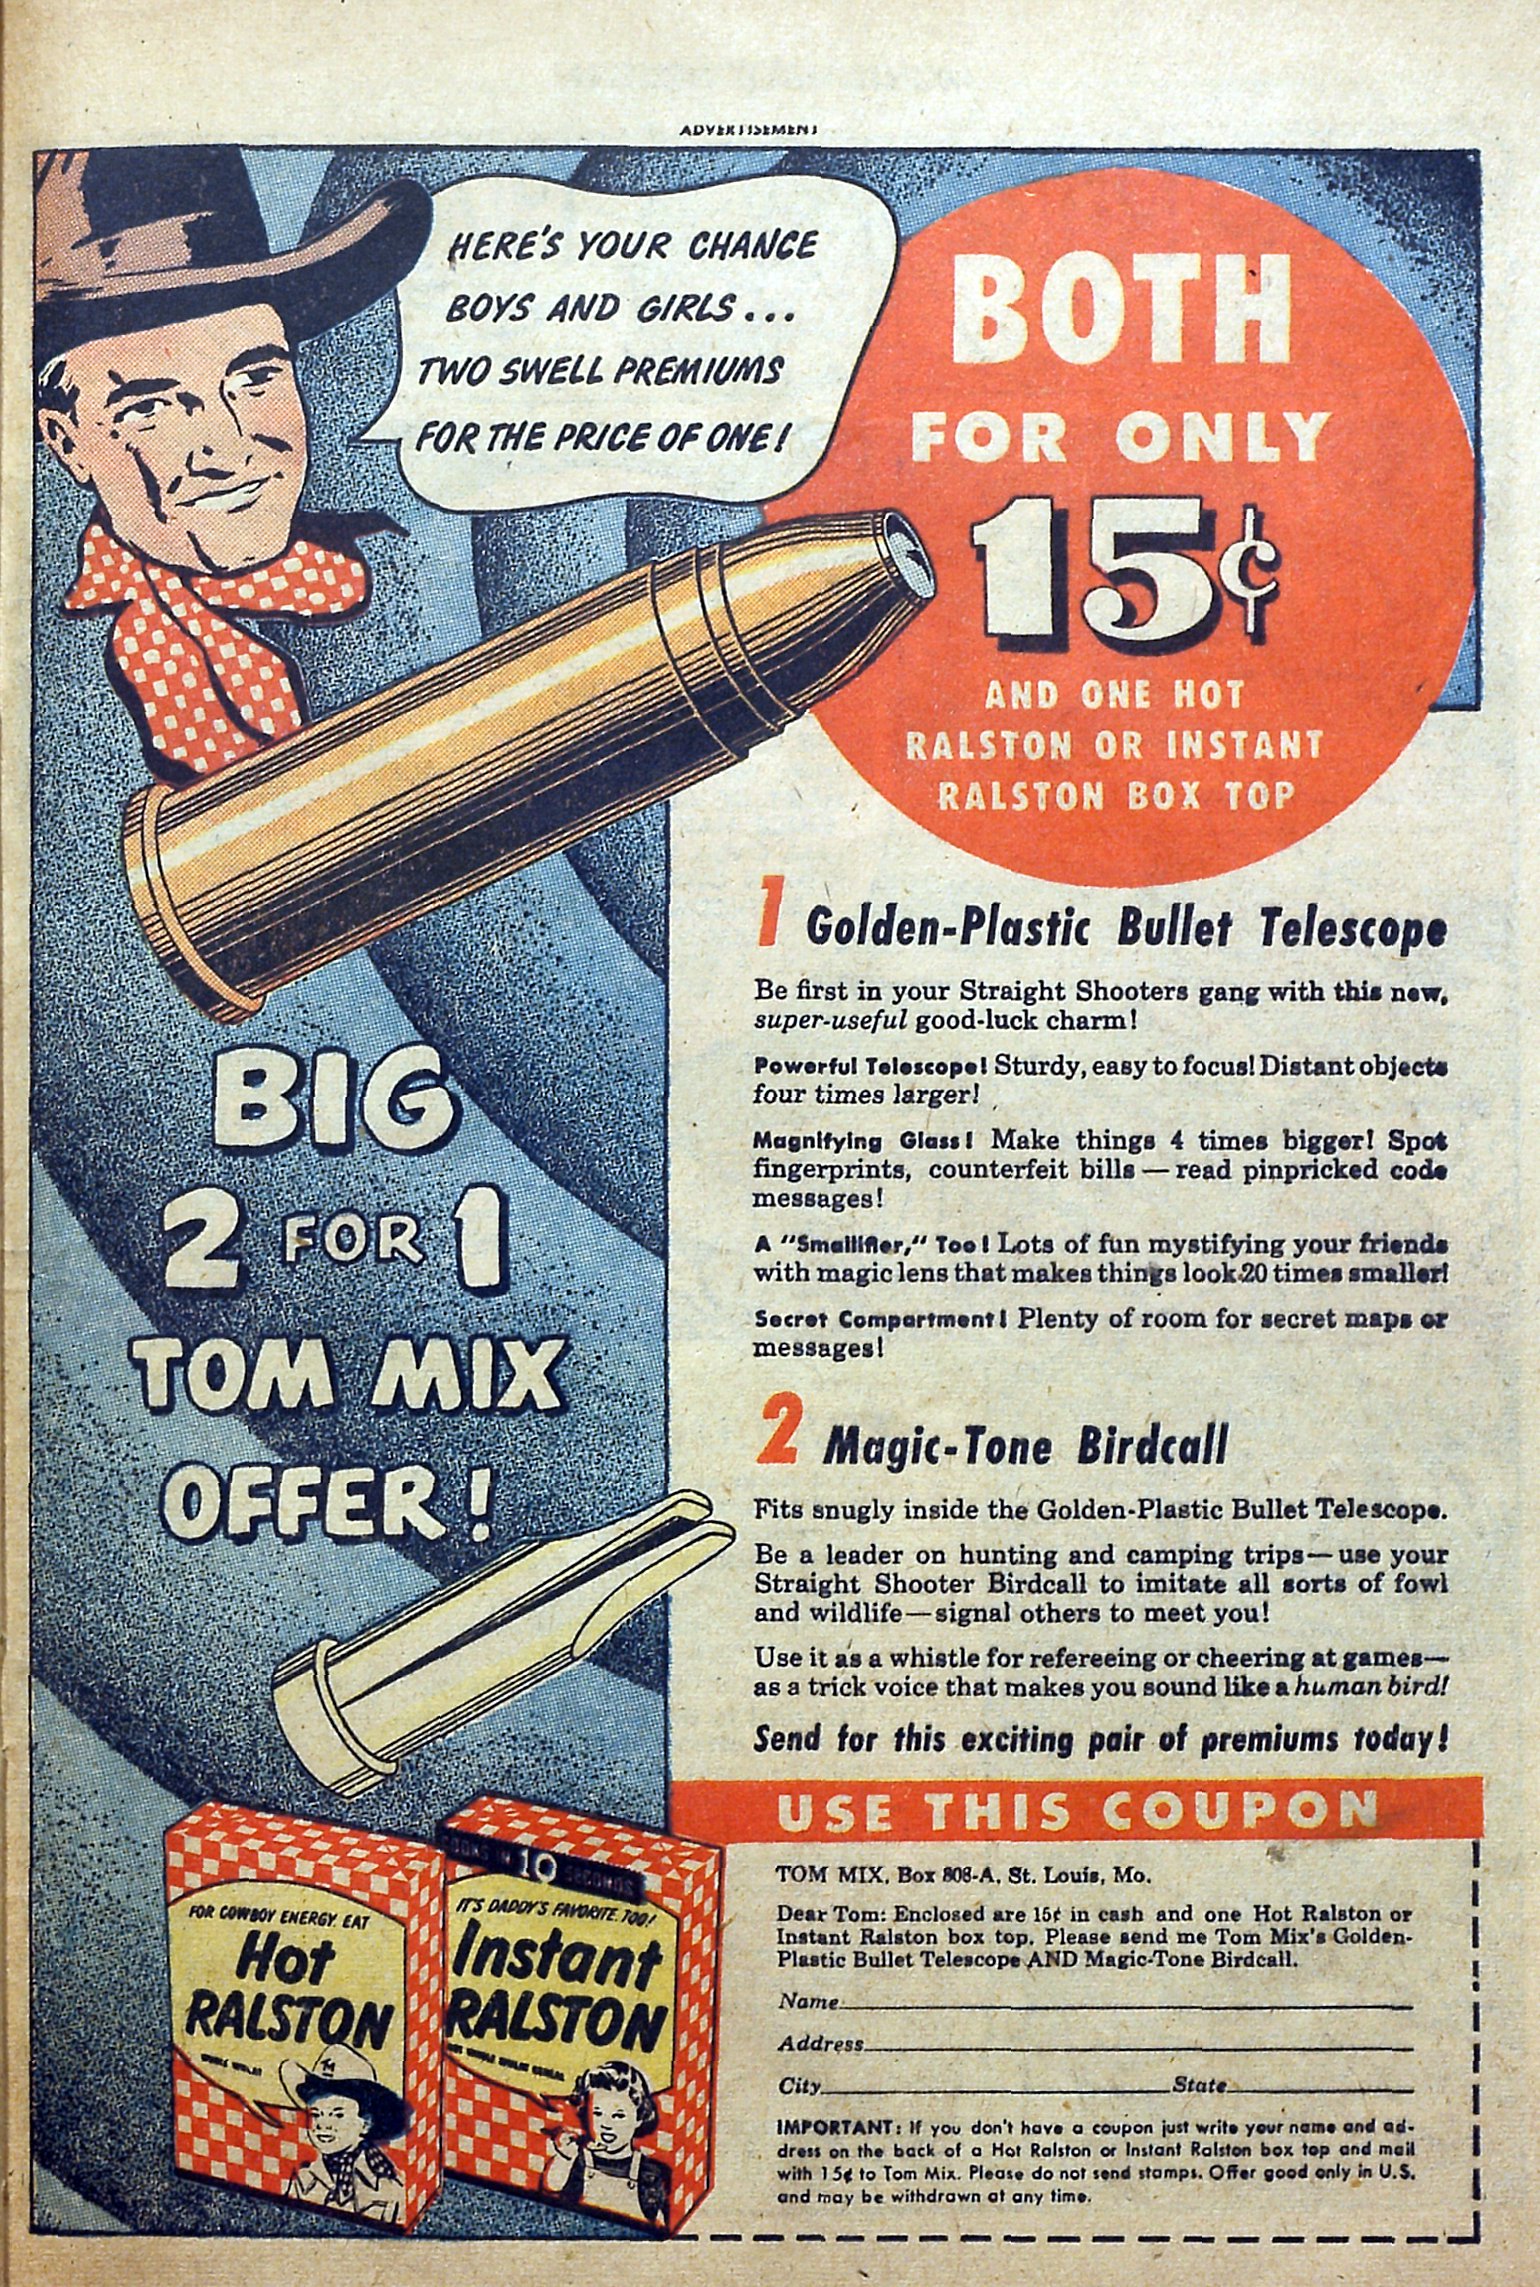 ADVERTISEMENT
HERE'S YOUR CHANCE
BOYS AND GIRLS...
TWO SWELL PREMIUMS
FOR THE PRICE OF ONE!
BOTH
FOR ONLY
15¢
AND ONE HOT
RALSTON OR INSTANT
RALSTON BOX TOP
BIG
2 FOR 1
TOM MIX
OFFER!
1 Golden-Plastic Bullet Telescope
Be first in your Straight Shooters gang with this new,
super-useful good-luck charm!
Powerful Telescope! Sturdy, easy to focus! Distant objects
four times larger!
Magnifying Glass! Make things 4 times bigger! Spot
fingerprints, counterfeit bills — read pinpricked code
messages!
A "Smallifier," Too! Lots of fun mystifying your friends
with magic lens that makes things look 20 times smaller!
Secret Compartment! Plenty of room for secret maps or
messages!
2 Magic-Tone Birdcall
Fits snugly inside the Golden-Plastic Bullet Telescope.
Be a leader on hunting and camping trips—use your
Straight Shooter Birdcall to imitate all sorts of fowl
and wildlife—signal others to meet you!
Use it as a whistle for refereeing or cheering at games—
as a trick voice that makes you sound like a human bird!
Send for this exciting pair of premiums today!
FOR COWBOY ENERGY, EAT
Hot
RALSTON
WHOLE WHEAT
TM
COOKS IN 10 SECONDS
IT'S DADDY'S FAVORITE, TOO!
Instant
RALSTON
HOT WHOLE WHEAT CEREAL
USE THIS COUPON
TOM MIX, Box 808-A, St. Louis, Mo.
Dear Tom: Enclosed are 15¢ in cash and one Hot Ralston or
Instant Ralston box top. Please send me Tom Mix's Golden-
Plastic Bullet Telescope AND Magic-Tone Birdcall.
Name
Address
City State
IMPORTANT: If you don't have a coupon just write your name and ad-
dress on the back of a Hot Ralston or Instant Ralston box top and mail
with 15¢ to Tom Mix. Please do not send stamps. Offer good only in U.S.
and may be withdrawn at any time.